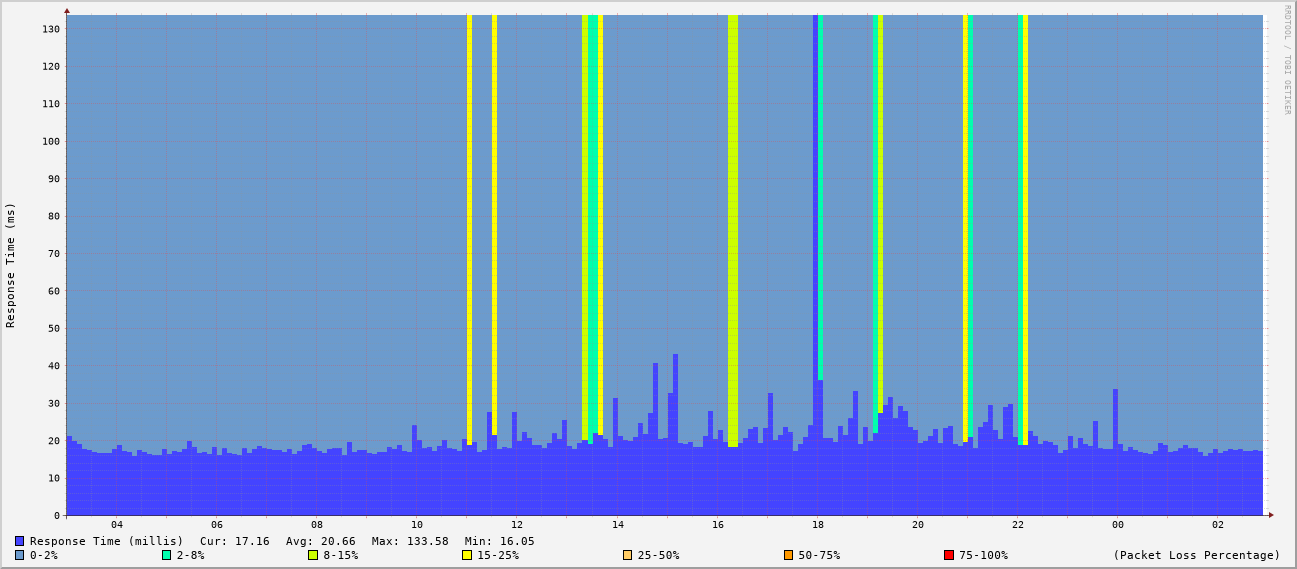 RRDTOOL / TOBI OETIKER
Response Time (ms)
130
120
110
100
90
80
70
60
50
40
30
20
10
0
04 06 08 10 12 14 16 18 20 22 00 02
Response Time (millis) Cur: 17.16 Avg: 20.66 Max: 133.58 Min: 16.05
0-2% 2-8% 8-15% 15-25% 25-50% 50-75% 75-100% (Packet Loss Percentage)